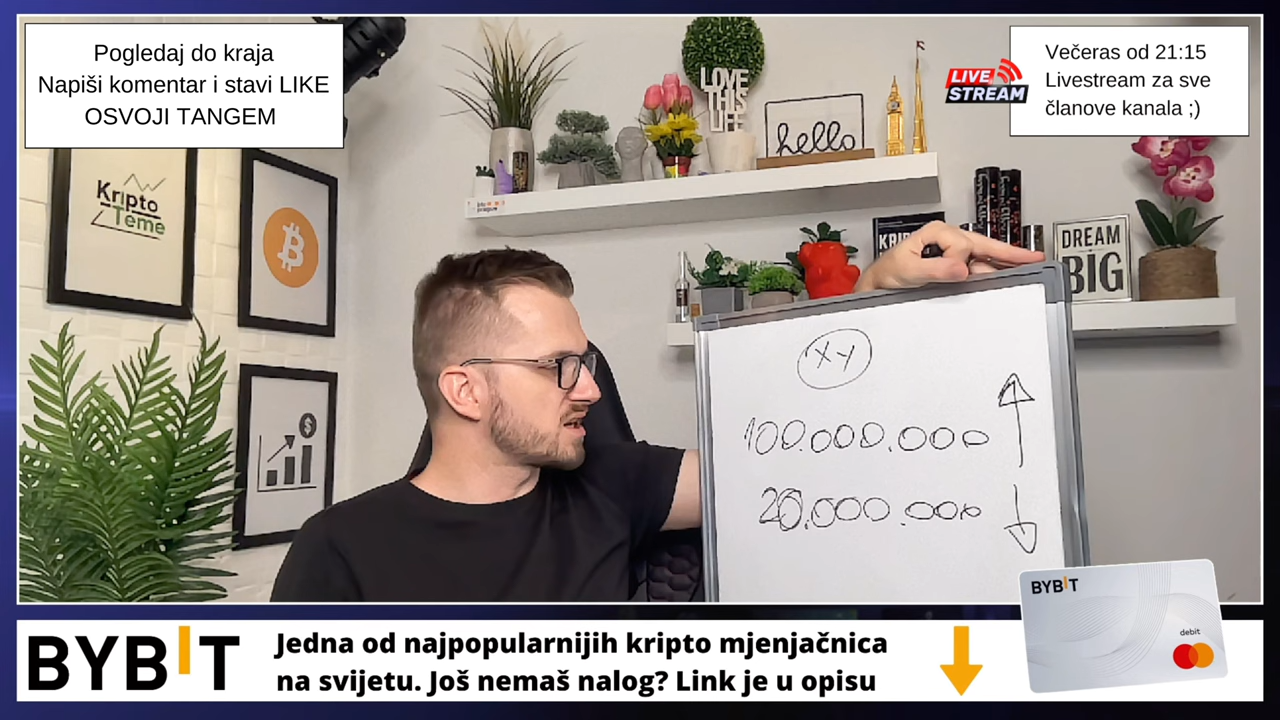 Pogledaj do kraja
Napiši komentar i stavi LIKE
OSVOJI TANGEM
LIVE
STREAM
Večeras od 21:15
Livestream za sve
članove kanala ;)
LOVE
THIS
LIFE
hello
Kripto
Teme
DREAM
BIG
XY
100.000.000
20.000.000
BYBIT
debit
BYBIT
Jedna od najpopularnijih kripto mjenjačnica
na svijetu. Još nemaš nalog? Link je u opisu